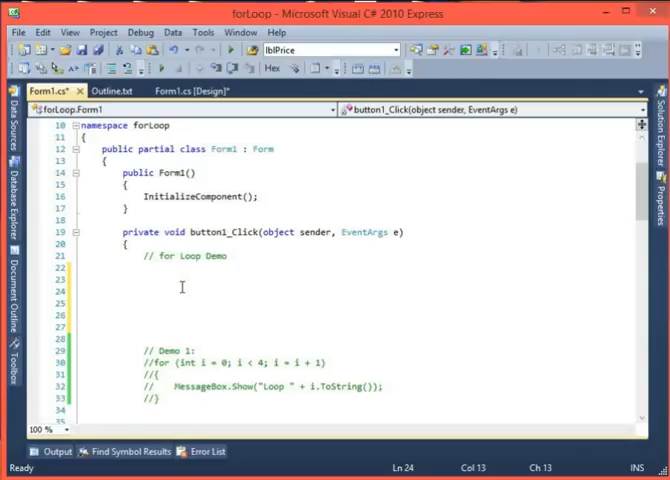 forLoop - Microsoft Visual C# 2010 Express
File Edit View Project Debug Data Tools Window Help
lblPrice
Hex
Form1.cs* Outline.txt Form1.cs [Design]*
forLoop.Form1 button1_Click(object sender, EventArgs e)
10 namespace forLoop
11 {
12 public partial class Form1 : Form
13 {
14 public Form1()
15 {
16 InitializeComponent();
17 }
18
19 private void button1_Click(object sender, EventArgs e)
20 {
21 // for Loop Demo
22
23
24
25
26
27
28
29 // Demo 1:
30 //for (int i = 0; i < 4; i = i + 1)
31 //{
32 // MessageBox.Show("Loop " + i.ToString());
33 //}
34
35
100 %
Data Sources
Database Explorer
Document Outline
Toolbox
Solution Explorer
Properties
Output Find Symbol Results Error List
Ready Ln 24 Col 13 Ch 13 INS